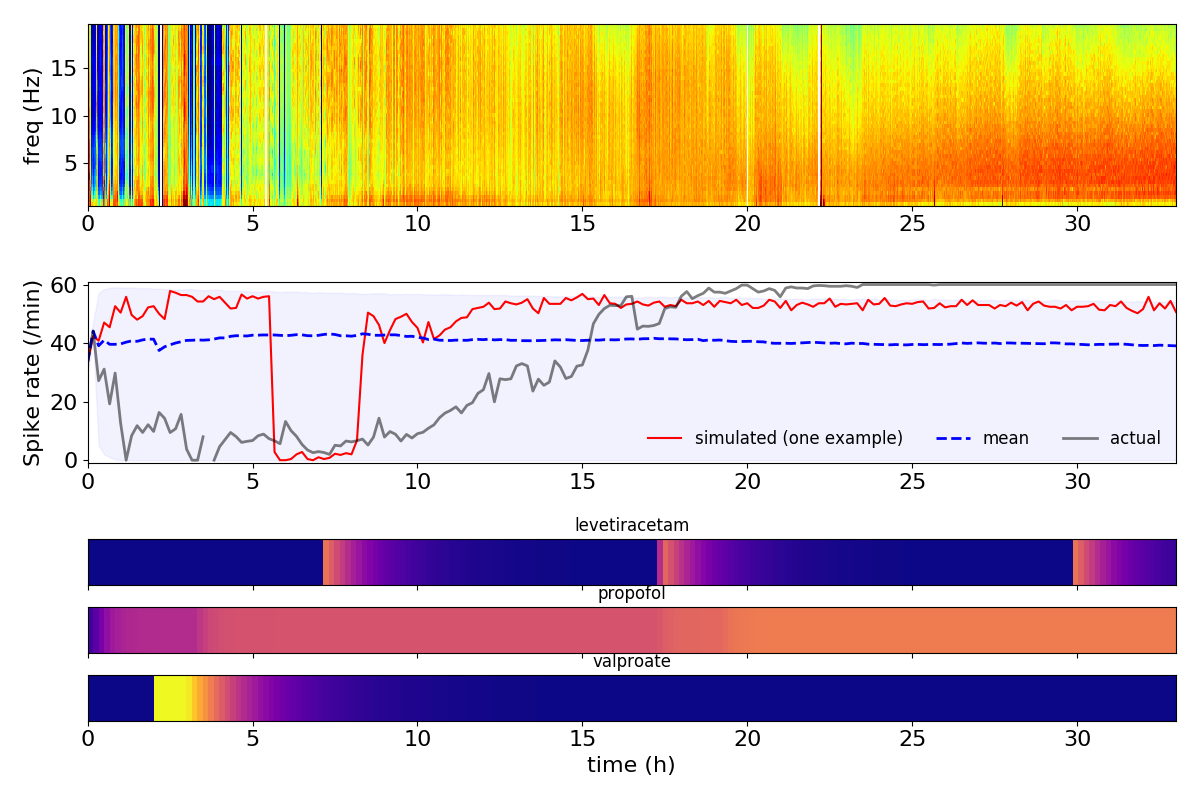 freq (Hz)
15
10
5
0 5 10 15 20 25 30
Spike rate (/min)
60
40
20
0
simulated (one example) mean actual
0 5 10 15 20 25 30
levetiracetam
propofol
valproate
0 5 10 15 20 25 30
time (h)